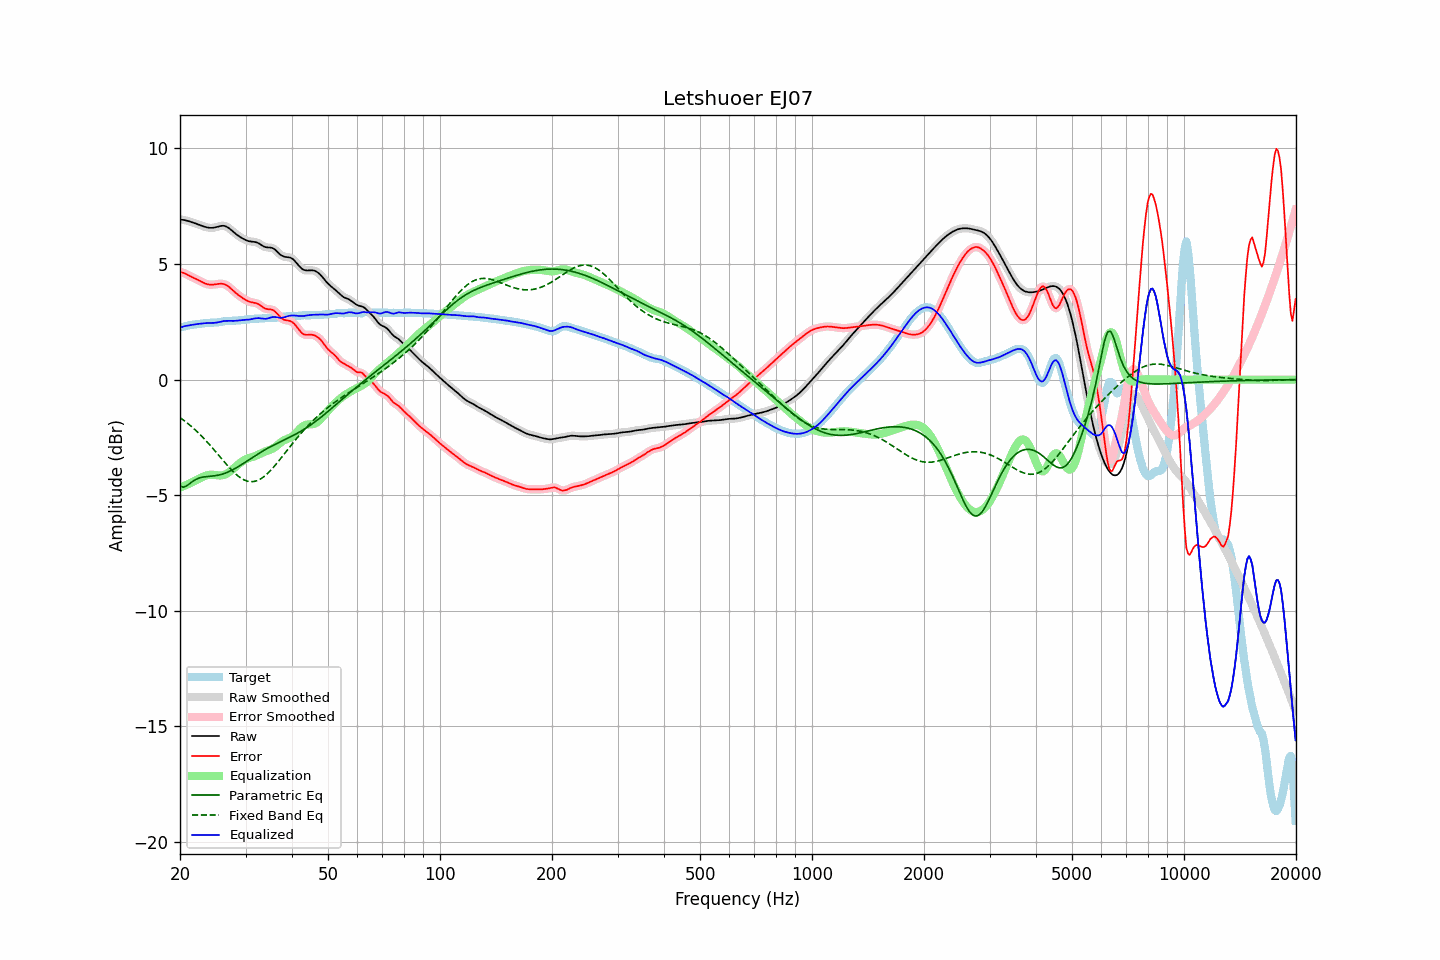 Letshuoer EJ07
10
5
0
−5
−10
−15
−20
Amplitude (dBr)
Target
Raw Smoothed
Error Smoothed
Raw
Error
Equalization
Parametric Eq
Fixed Band Eq
Equalized
20 50 100 200 500 1000 2000 5000 10000 20000
Frequency (Hz)